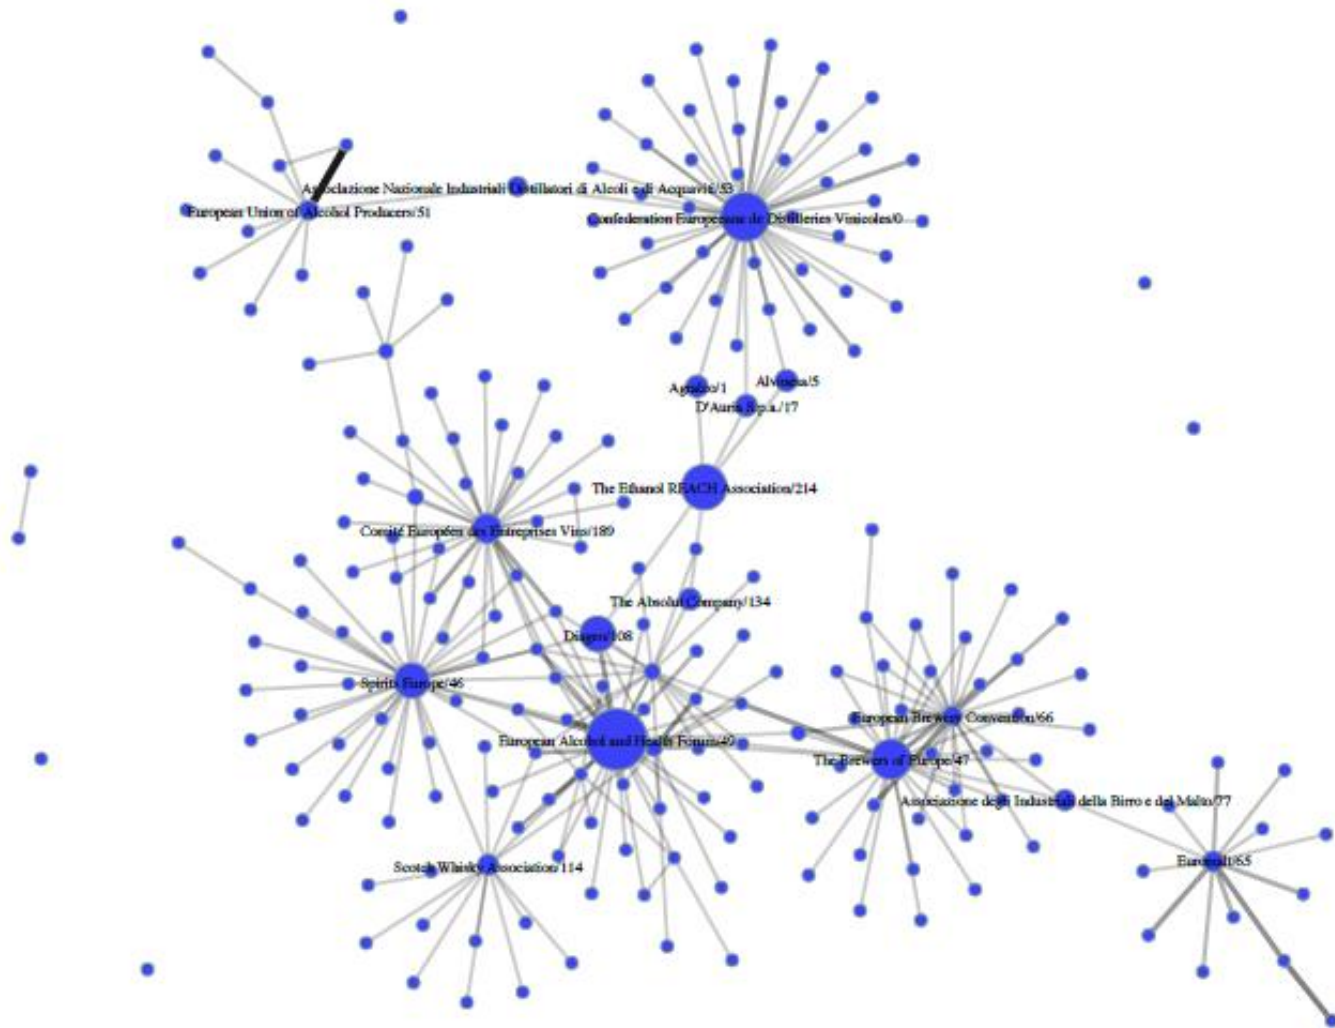 Associazione Nazionale Industriali Distillatori di Alcoli e di Acquaviti/53
European Union of Alcohol Producers/51
Confederation Europeenne de Distilleries Vinicoles/0
Alvinesa/5
Agralco/1
D'Auria S.p.a./17
The Ethanol REACH Association/214
Comité Européen des Entreprises Vins/189
The Absolut Company/134
Diageo/108
Spirits Europe/46
European Brewery Convention/66
European Alcohol and Health Forum/49
The Brewers of Europe/47
Associazione degli Industriali della Birro e del Malto/77
Euromalt/65
Scotch Whisky Association/114